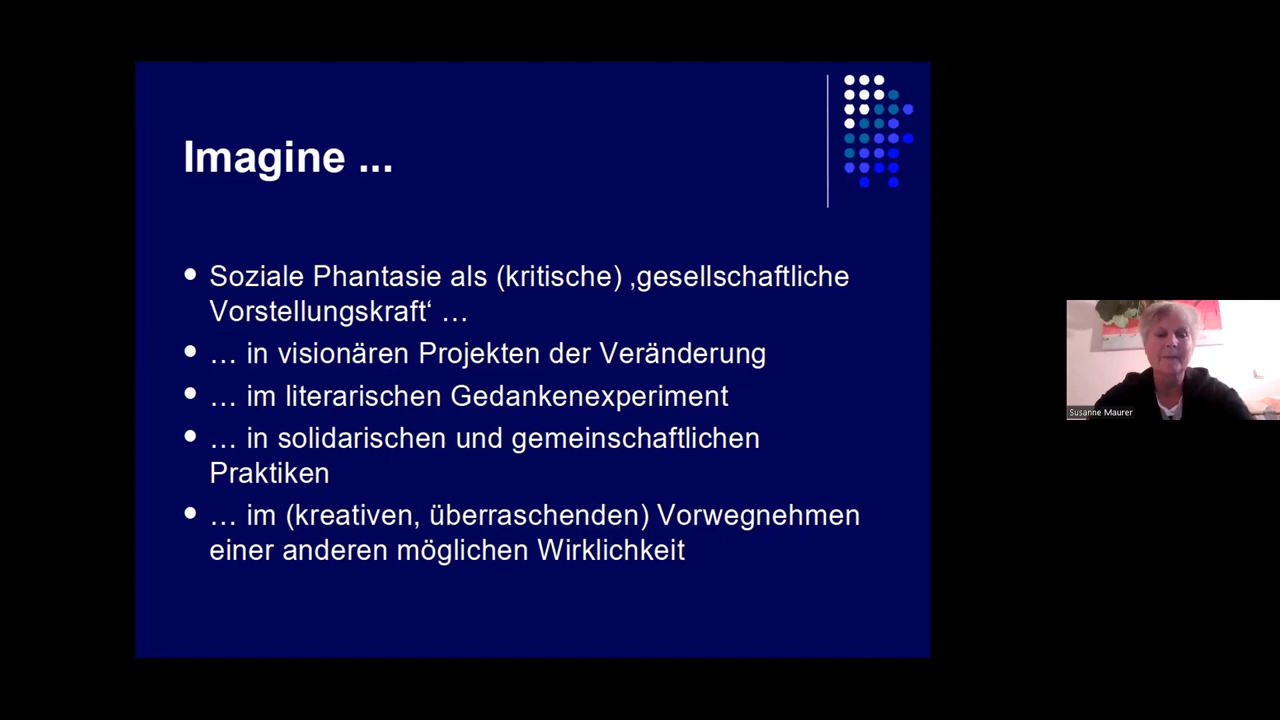 Imagine ...
Soziale Phantasie als (kritische) ‚gesellschaftliche
Vorstellungskraft‘ …
… in visionären Projekten der Veränderung
… im literarischen Gedankenexperiment
… in solidarischen und gemeinschaftlichen
Praktiken
… im (kreativen, überraschenden) Vorwegnehmen
einer anderen möglichen Wirklichkeit
Susanne Maurer